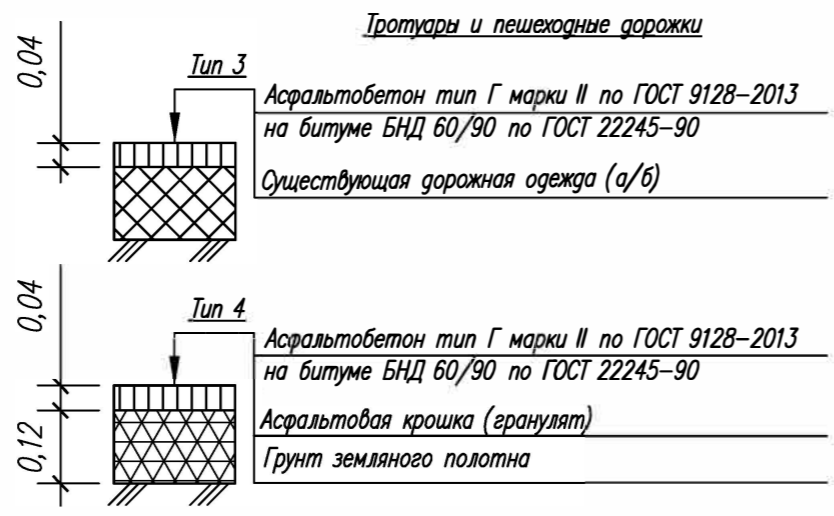 Тротуары и пешеходные дорожки
0,04
Тип 3
Асфальтобетон тип Г марки II по ГОСТ 9128-2013
на битуме БНД 60/90 по ГОСТ 22245-90
Существующая дорожная одежда (а/б)
0,04
Тип 4
Асфальтобетон тип Г марки II по ГОСТ 9128-2013
на битуме БНД 60/90 по ГОСТ 22245-90
0,12
Асфальтовая крошка (гранулят)
Грунт земляного полотна